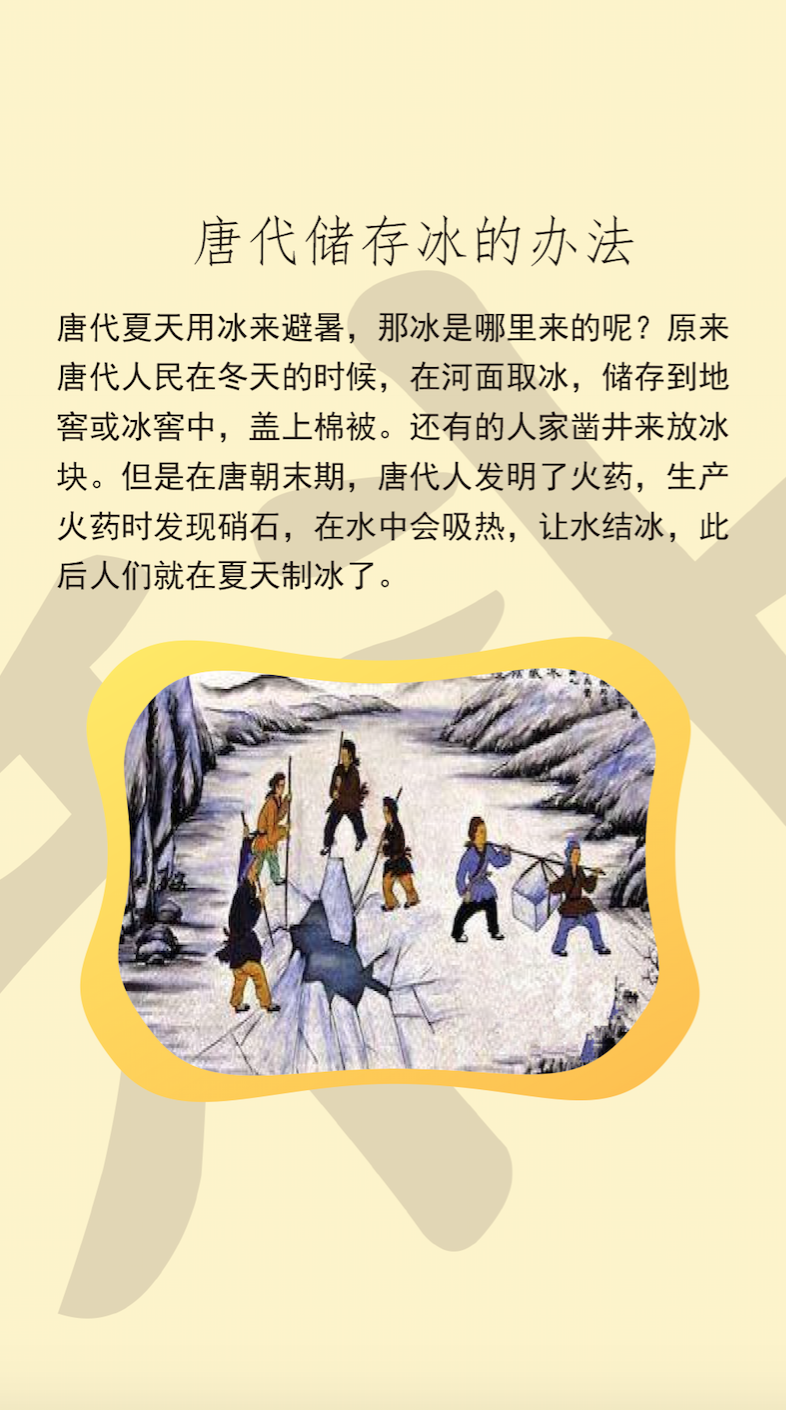 唐代储存冰的办法
唐代夏天用冰来避暑，那冰是哪里来的呢？原来
唐代人民在冬天的时候，在河面取冰，储存到地
窖或冰窖中，盖上棉被。还有的人家凿井来放冰
块。但是在唐朝末期，唐代人发明了火药，生产
火药时发现硝石，在水中会吸热，让水结冰，此
后人们就在夏天制冰了。